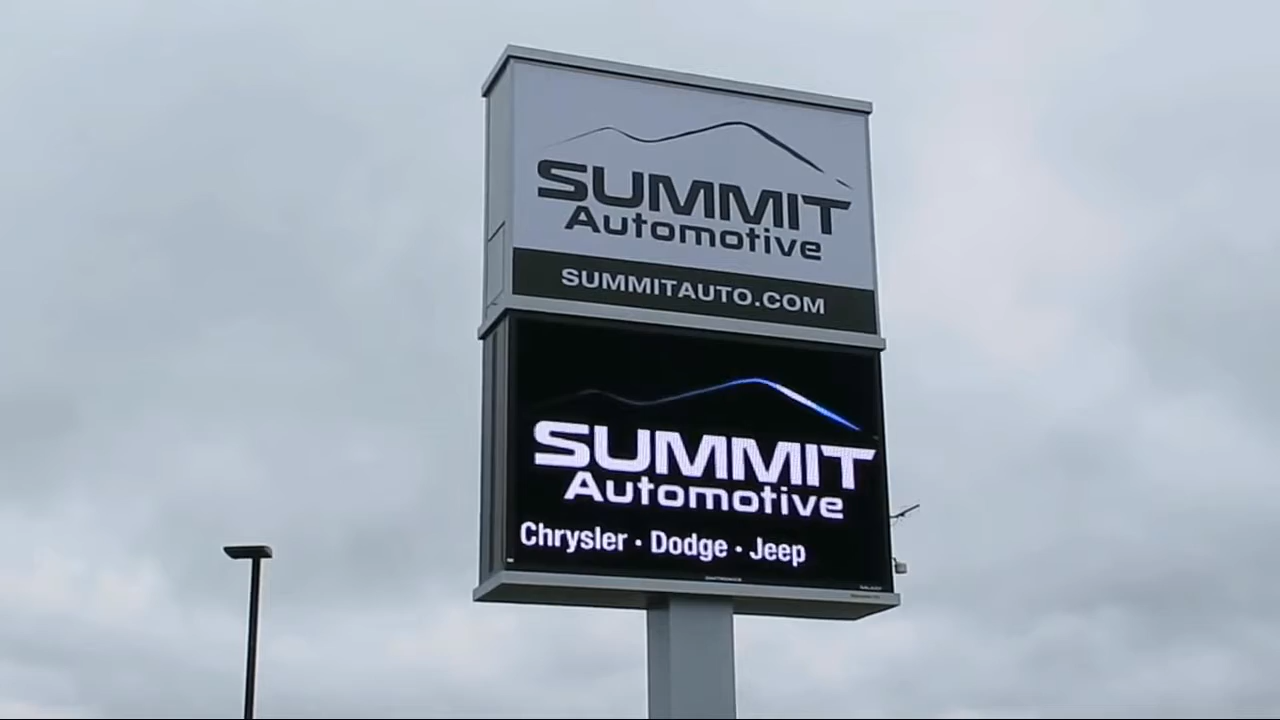 SUMMIT
Automotive
SUMMITAUTO.COM
SUMMIT
Automotive
Chrysler • Dodge • Jeep